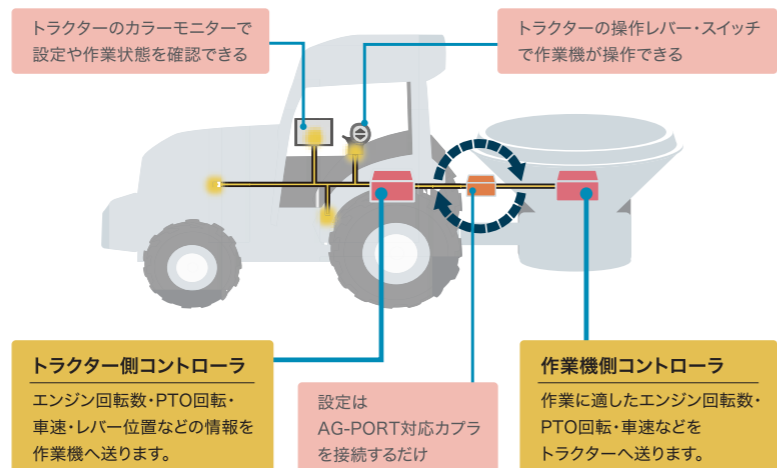 トラクターのカラーモニターで
設定や作業状態を確認できる
トラクターの操作レバー・スイッチ
で作業機が操作できる
トラクター側コントローラ
エンジン回転数・PTO回転・
車速・レバー位置などの情報を
作業機へ送ります。
設定は
AG-PORT対応カプラ
を接続するだけ
作業機側コントローラ
作業に適したエンジン回転数・
PTO回転・車速などを
トラクターへ送ります。